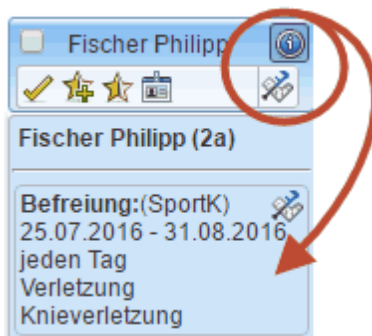 Fischer Philipp
Fischer Philipp (2a)
Befreiung:(SportK)
25.07.2016 - 31.08.2016
jeden Tag
Verletzung
Knieverletzung